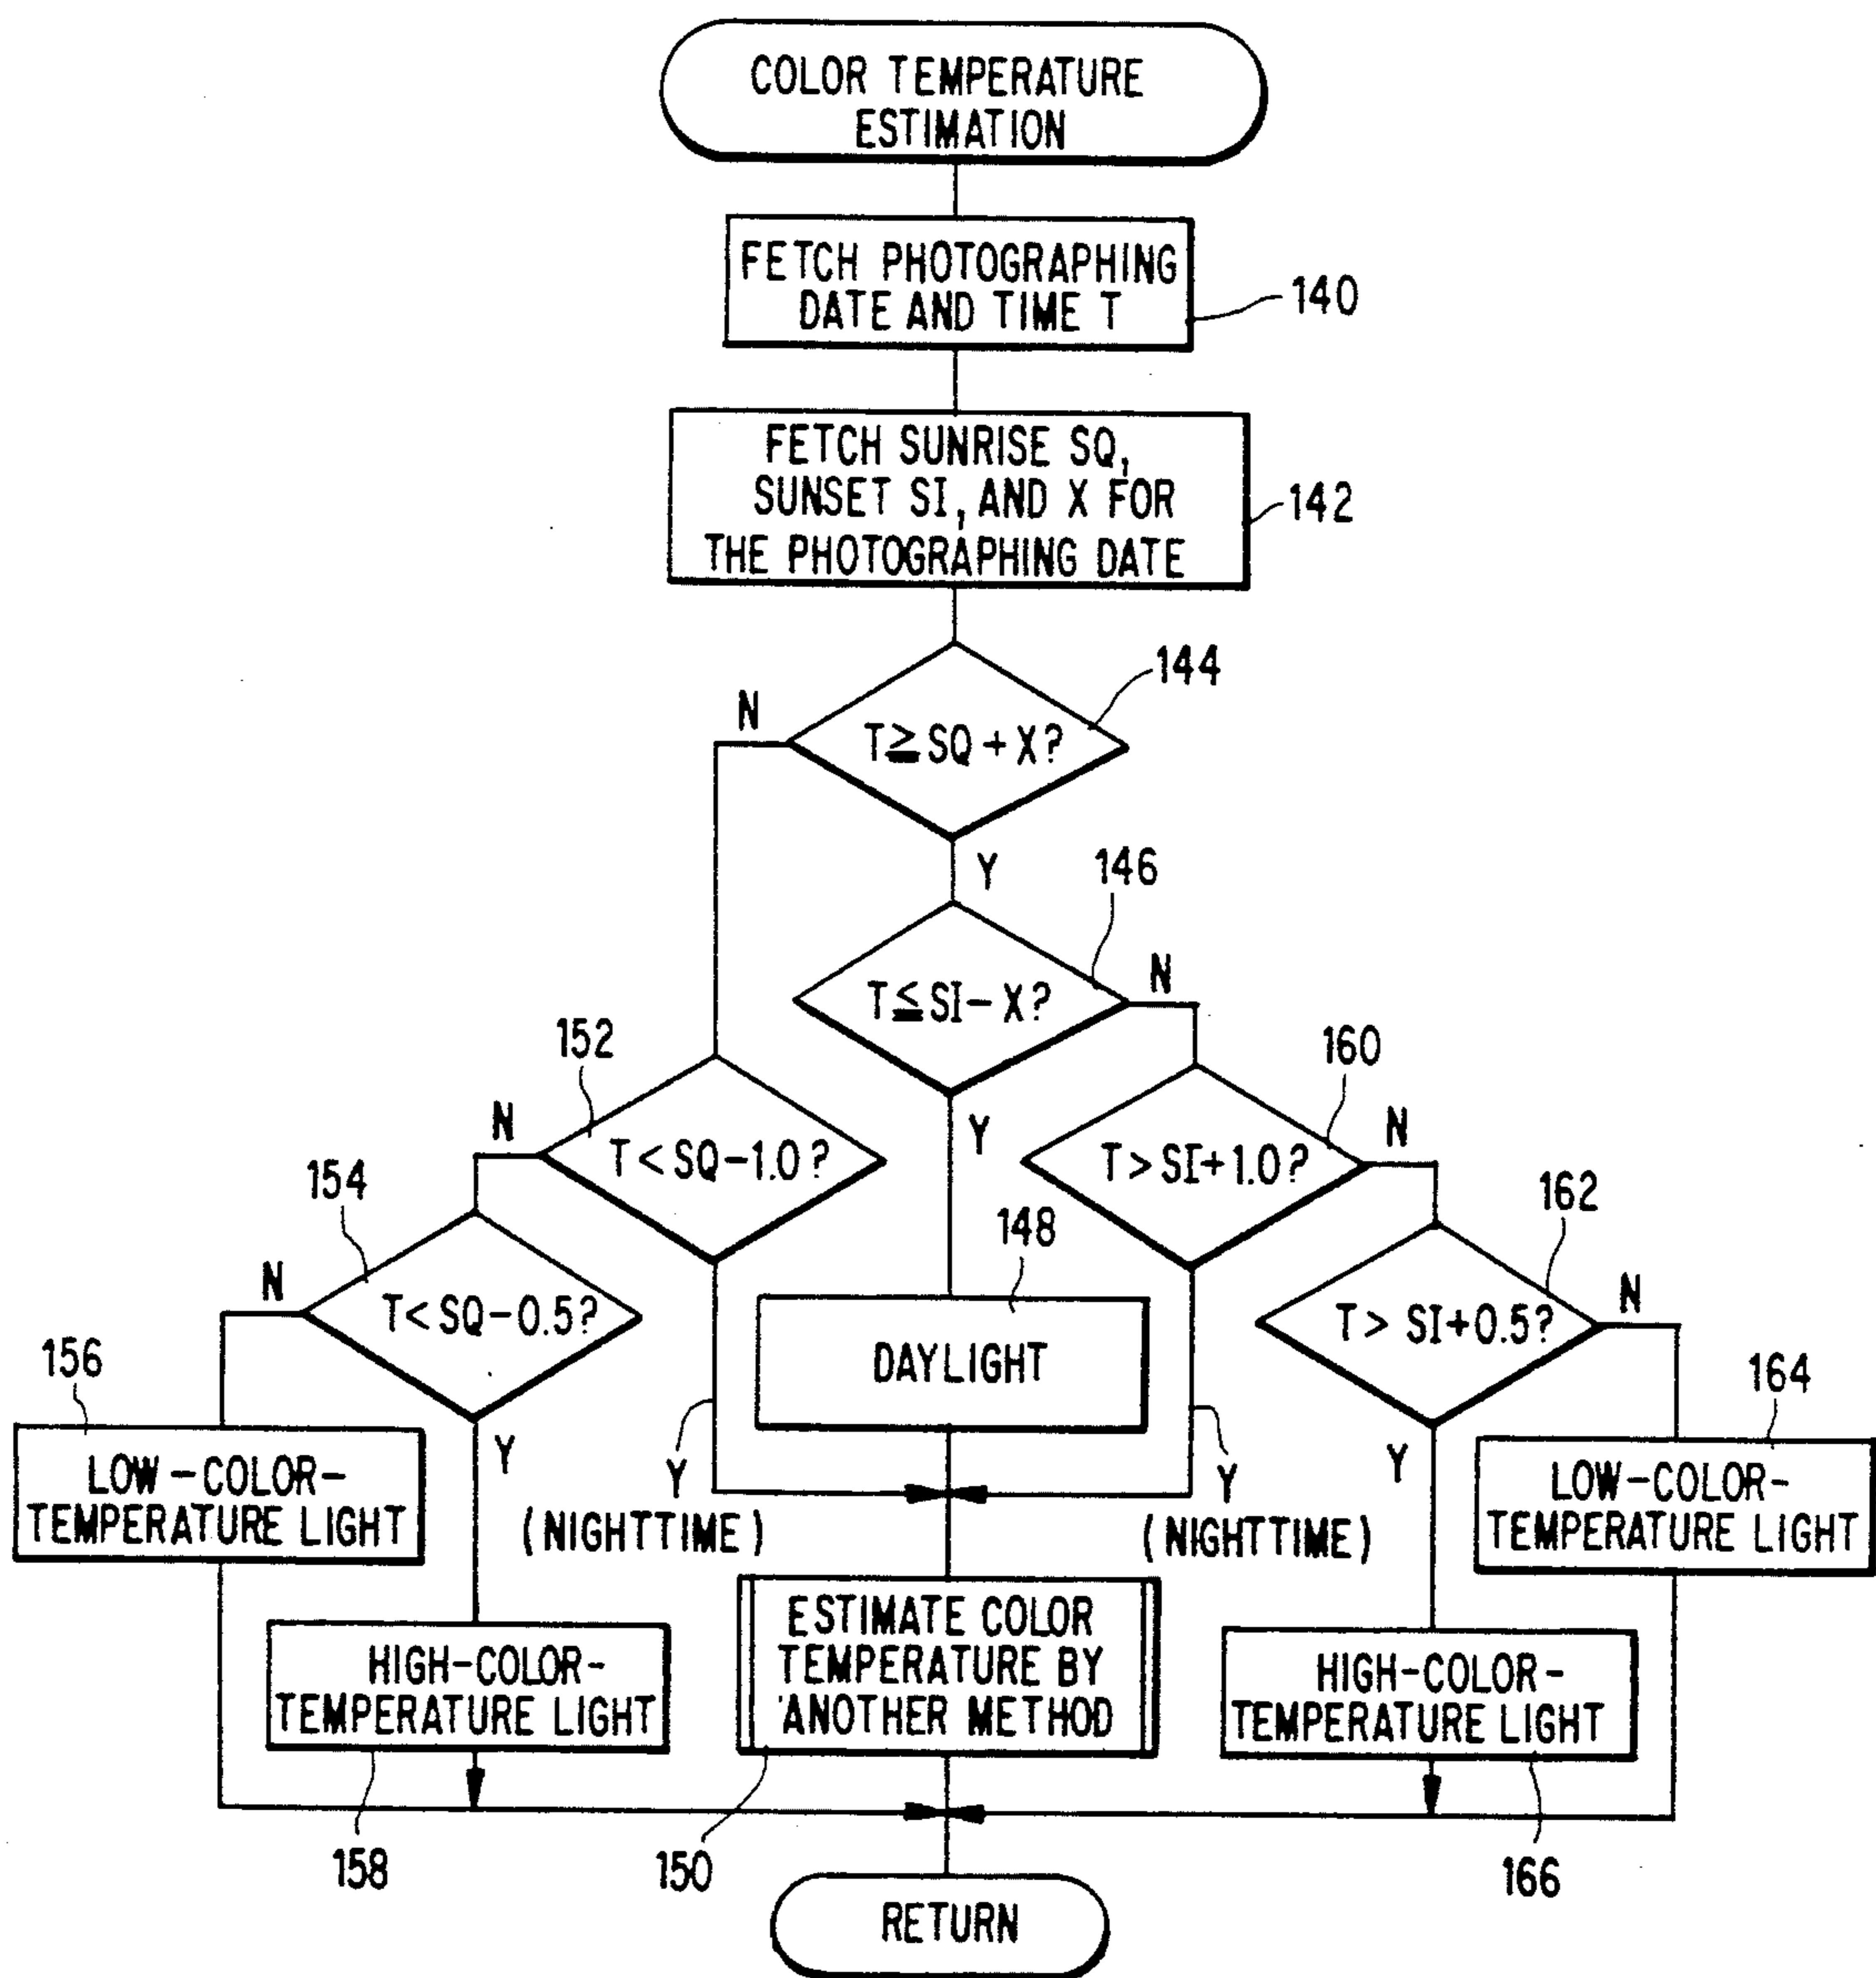 COLOR TEMPERATURE
ESTIMATION
FETCH PHOTOGRAPHING
DATE AND TIME T
140
FETCH SUNRISE SQ,
SUNSET SI, AND X FOR
THE PHOTOGRAPHING DATE
142
144
N
T≧SQ+X?
Y
146
T≦SI-X?
N
Y
152
N
T<SQ-1.0?
160
T>SI+1.0?
N
154
N
T<SQ-0.5?
Y
148
DAYLIGHT
162
T> SI+0.5?
N
Y
156
LOW-COLOR-
TEMPERATURE LIGHT
164
LOW-COLOR-
TEMPERATURE LIGHT
Y
(NIGHTTIME)
Y
(NIGHTTIME)
HIGH-COLOR-
TEMPERATURE LIGHT
158
ESTIMATE COLOR
TEMPERATURE BY
ANOTHER METHOD
150
HIGH-COLOR-
TEMPERATURE LIGHT
166
RETURN